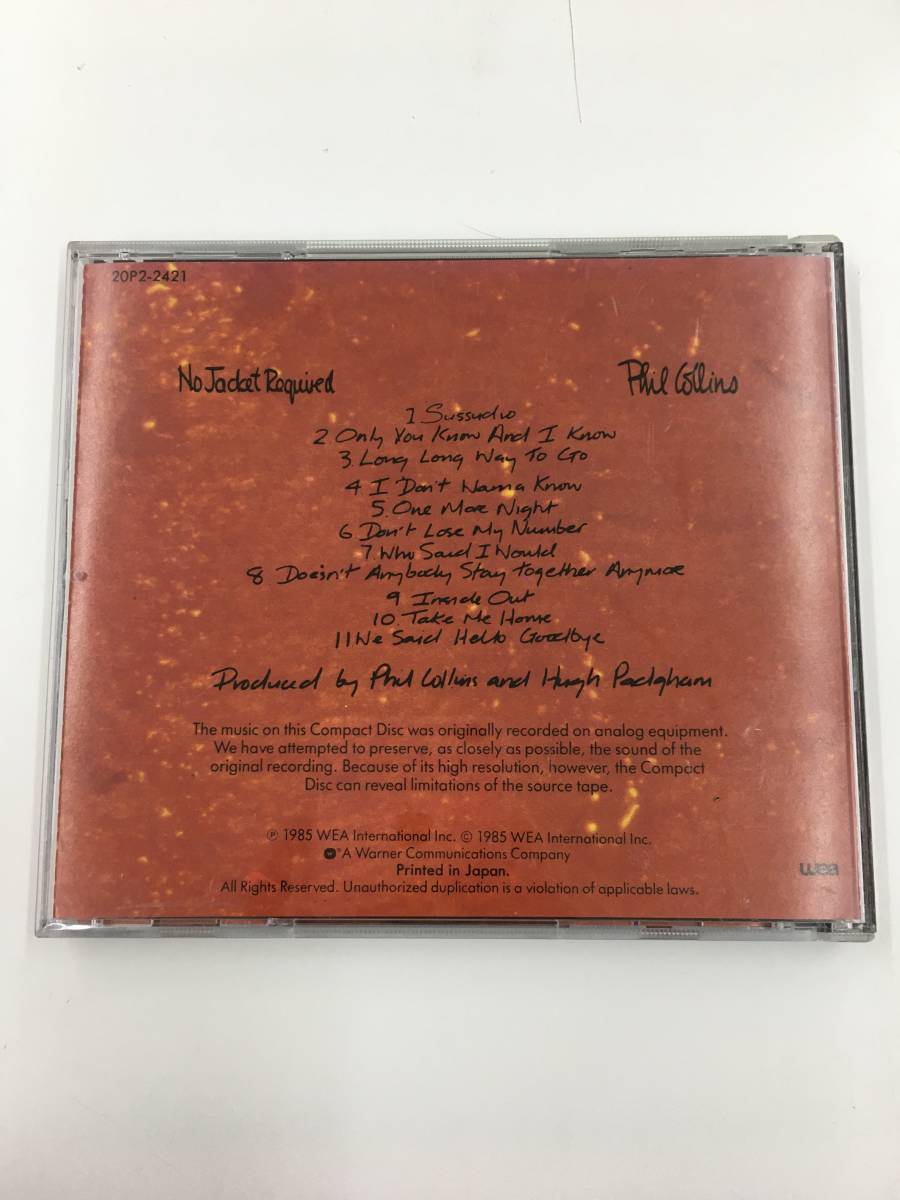 20P2-2421
No Jacket Required
Phil Collins
1 Sussudio
2. Only You Know And I Know
3. Long Long Way To Go
4 I Don't Wanna Know
5. One More Night
6. Don't Lose My Number
7. Who Said I Would
8 Doesn't Anybody Stay Together Anymore
9 Inside Out
10. Take Me Home
11 We Said Hello Goodbye
Produced by Phil Collins and Hugh Padgham
The music on this Compact Disc was originally recorded on analog equipment.
We have attempted to preserve, as closely as possible, the sound of the
original recording. Because of its high resolution, however, the Compact
Disc can reveal limitations of the source tape.
℗ 1985 WEA International Inc. © 1985 WEA International Inc.
A Warner Communications Company
Printed in Japan.
All Rights Reserved. Unauthorized duplication is a violation of applicable laws.
wea